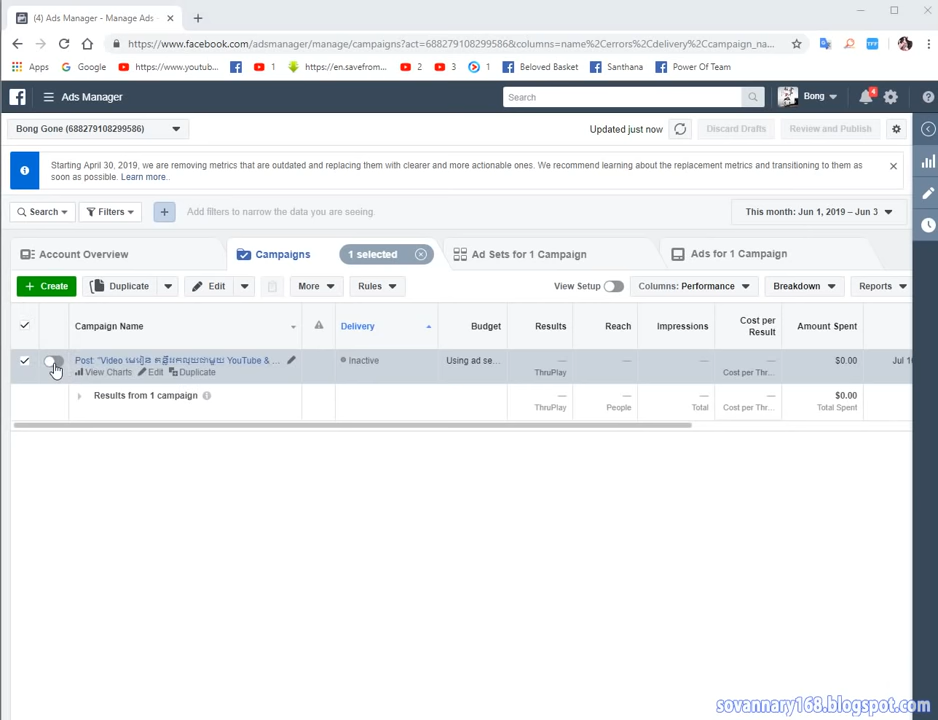 (4) Ads Manager - Manage Ads -
https://www.facebook.com/adsmanager/manage/campaigns?act=688279108299586&columns=name%2Cerrors%2Cdelivery%2Ccampaign_na...
Apps Google https://www.youtub... 1 https://en.savefrom... 2 3 1 Beloved Basket Santhana Power Of Team
Ads Manager Search Bong 4
Bong Gone (688279108299586) Updated just now Discard Drafts Review and Publish
Starting April 30, 2019, we are removing metrics that are outdated and replacing them with clearer and more actionable ones. We recommend learning about the replacement metrics and transitioning to them as
soon as possible. Learn more.
Search Filters Add filters to narrow the data you are seeing. This month: Jun 1, 2019 – Jun 3
Account Overview Campaigns 1 selected Ad Sets for 1 Campaign Ads for 1 Campaign
+ Create Duplicate Edit More Rules View Setup Columns: Performance Breakdown Reports
Campaign Name Delivery Budget Results Reach Impressions Cost per Result Amount Spent
Post: "Video មេរៀន YouTube & ... Inactive Using ad se... — — — — $0.00 Jul 1
View Charts Edit Duplicate ThruPlay Cost per Thr...
Results from 1 campaign — — — — $0.00
ThruPlay People Total Cost per Thr... Total Spent
sovannary168.blogspot.com